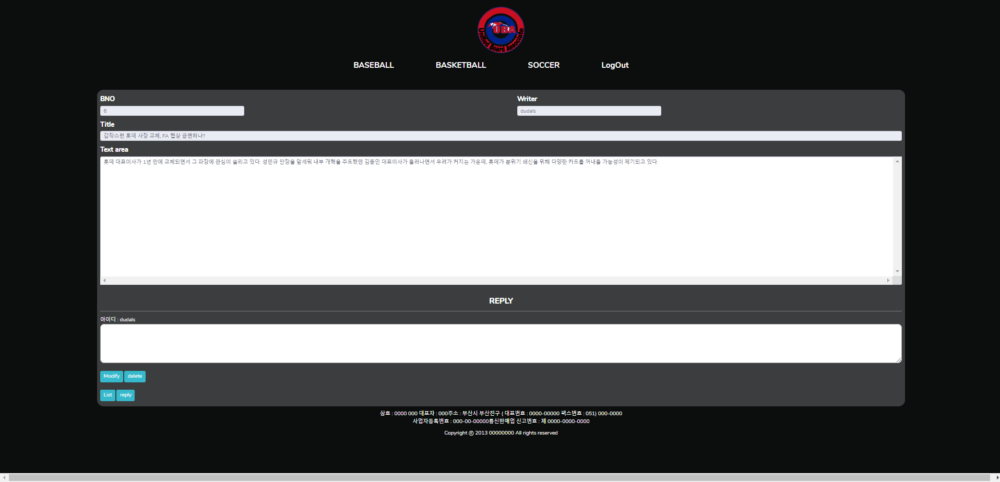 UBA
United Board Associate
BASEBALL BASKETBALL SOCCER LogOut
BNO Writer
6 dudals
Title
갑작스런 롯데 사장 교체, FA 협상 급변하나?
Text area
롯데 대표이사가 1년 만에 교체되면서 그 파장에 관심이 쏠리고 있다. 성민규 단장을 앞세워 내부 개혁을 주도했던 김종인 대표이사가 물러나면서 우려가 커지는 가운데, 롯데가 분위기 쇄신을 위해 다양한 카드를 꺼내들 가능성이 제기되고 있다.
REPLY
아이디 : dudals
Modify delete
List reply
상호 : 0000 000 대표자 : 000주소 : 부산시 부산진구 ( 대표번호 : 0000-00000 팩스번호 : 051) 000-0000
사업자등록번호 : 000-00-00000통신판매업 신고번호 : 제 0000-0000-0000
Copyright ⓒ 2013 00000000 All rights reserved